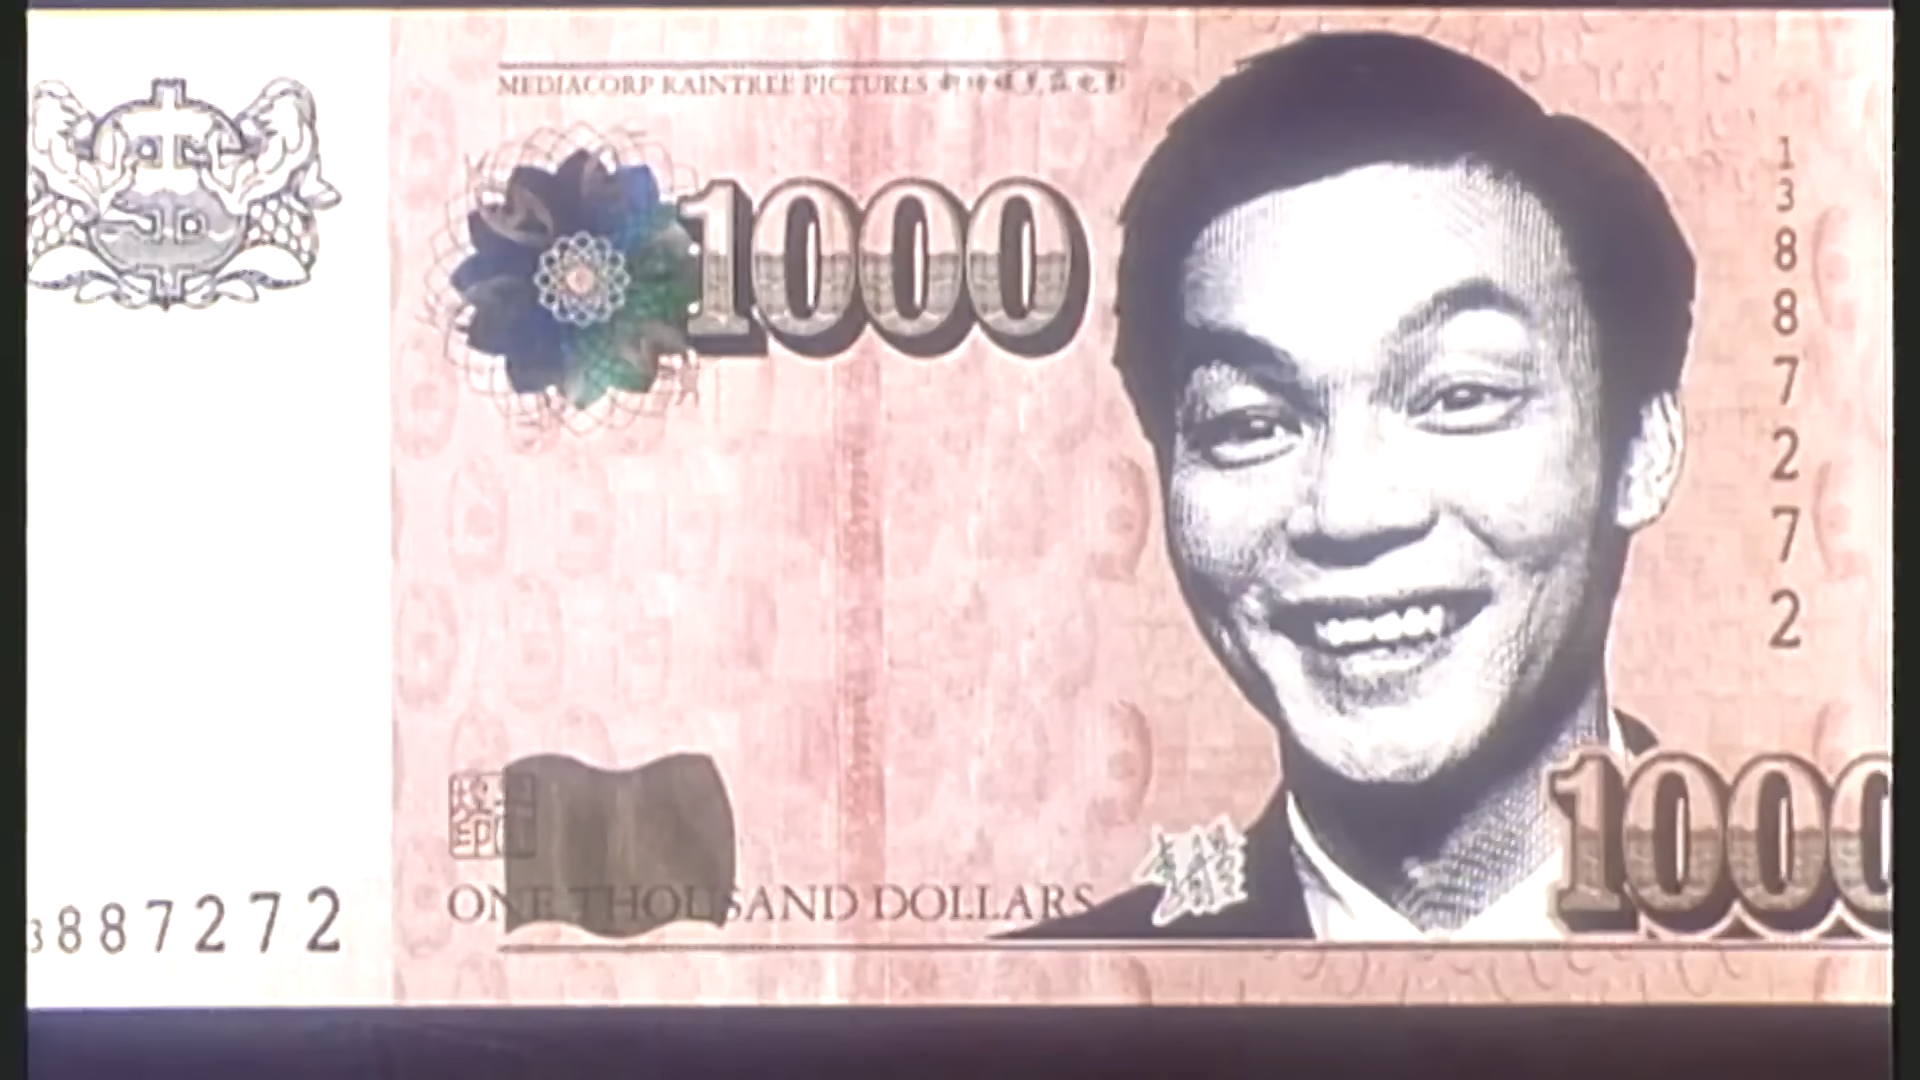 MEDIACORP RAINTREE PICTURES
1000
13887272
ONE THOUSAND DOLLARS
1000
3887272